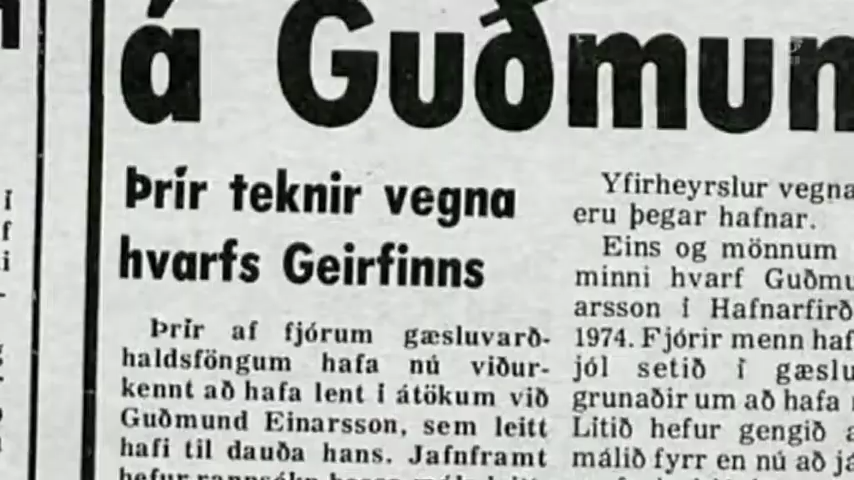 á Guðmun
Þrír teknir vegna
hvarfs Geirfinns
Þrír af fjórum gæsluvarð-
haldsföngum hafa nú viður-
kennt að hafa lent í átökum við
Guðmund Einarsson, sem leitt
hafi til dauða hans. Jafnframt
hefur
Yfirheyrslur vegna
eru þegar hafnar.
Eins og mönnum
minni hvarf Guðmu
arsson í Hafnarfirð
1974. Fjórir menn haf
jól setið í gæslu
grunaðir um að hafa
Litið hefur gengið a
málið fyrr en nú að já